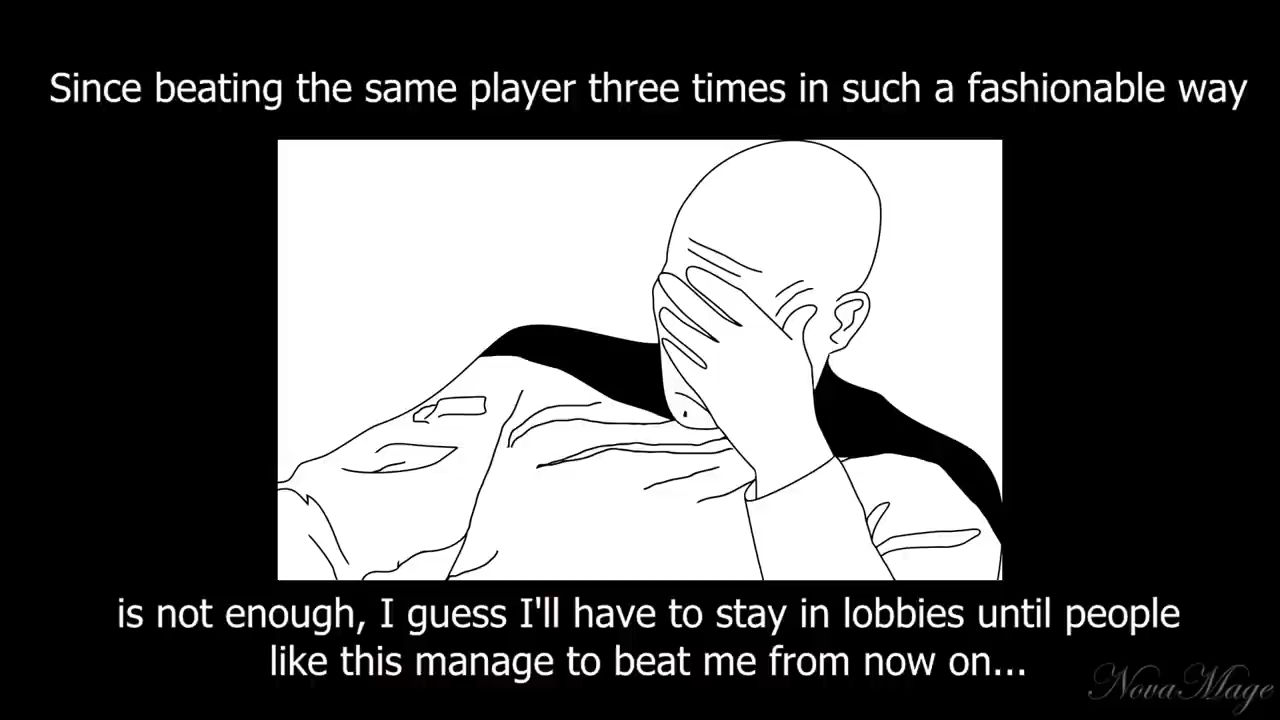 Since beating the same player three times in such a fashionable way
is not enough, I guess I'll have to stay in lobbies until people
like this manage to beat me from now on...
NovaMage